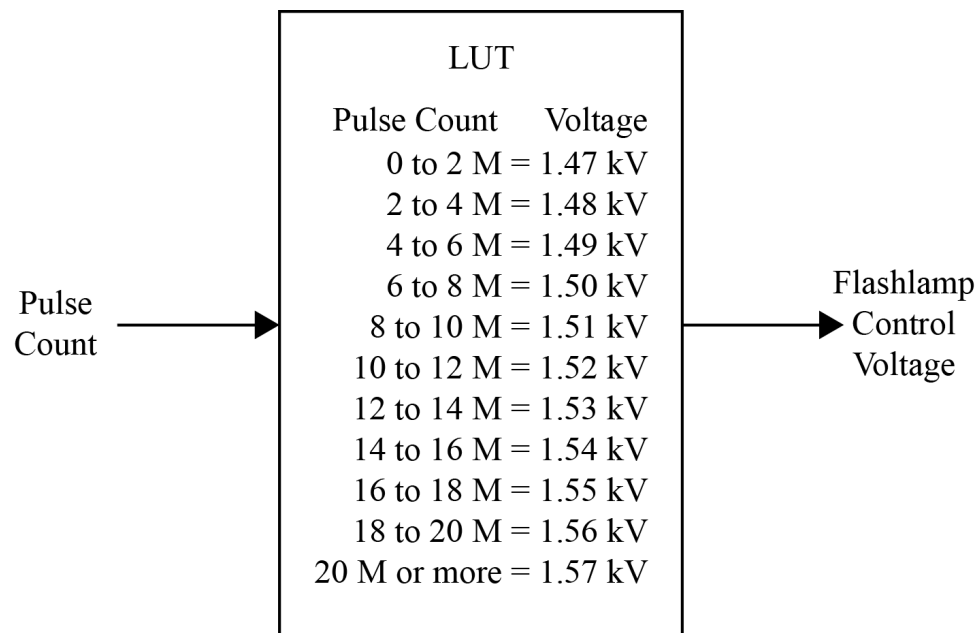 LUT
Pulse Count Voltage
0 to 2 M = 1.47 kV
2 to 4 M = 1.48 kV
4 to 6 M = 1.49 kV
6 to 8 M = 1.50 kV
8 to 10 M = 1.51 kV
10 to 12 M = 1.52 kV
12 to 14 M = 1.53 kV
14 to 16 M = 1.54 kV
16 to 18 M = 1.55 kV
18 to 20 M = 1.56 kV
20 M or more = 1.57 kV
Pulse
Count
Flashlamp
Control
Voltage